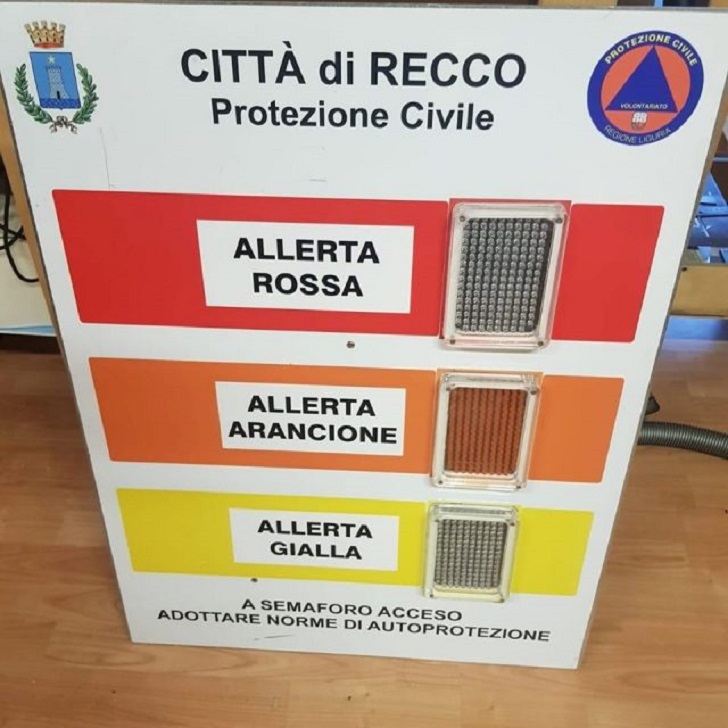 CITTÀ di RECCO
Protezione Civile
PROTEZIONE CIVILE
VOLONTARIATO
REGIONE LIGURIA
ALLERTA
ROSSA
ALLERTA
ARANCIONE
ALLERTA
GIALLA
A SEMAFORO ACCESO
ADOTTARE NORME DI AUTOPROTEZIONE